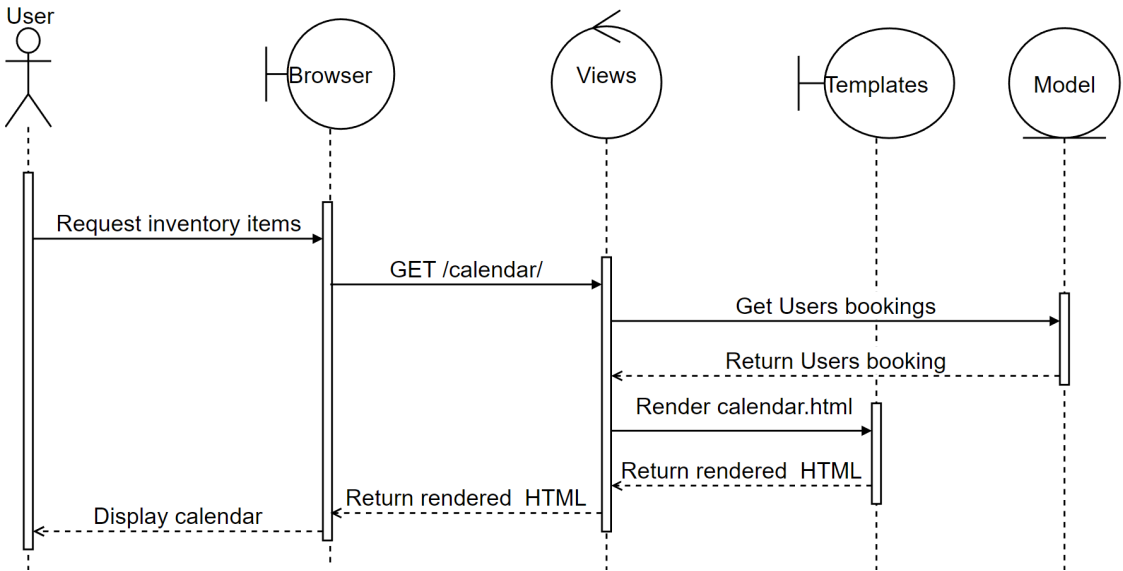 User
Browser
Views
Templates
Model
Request inventory items
GET /calendar/
Get Users bookings
Return Users booking
Render calendar.html
Return rendered  HTML
Return rendered  HTML
Display calendar